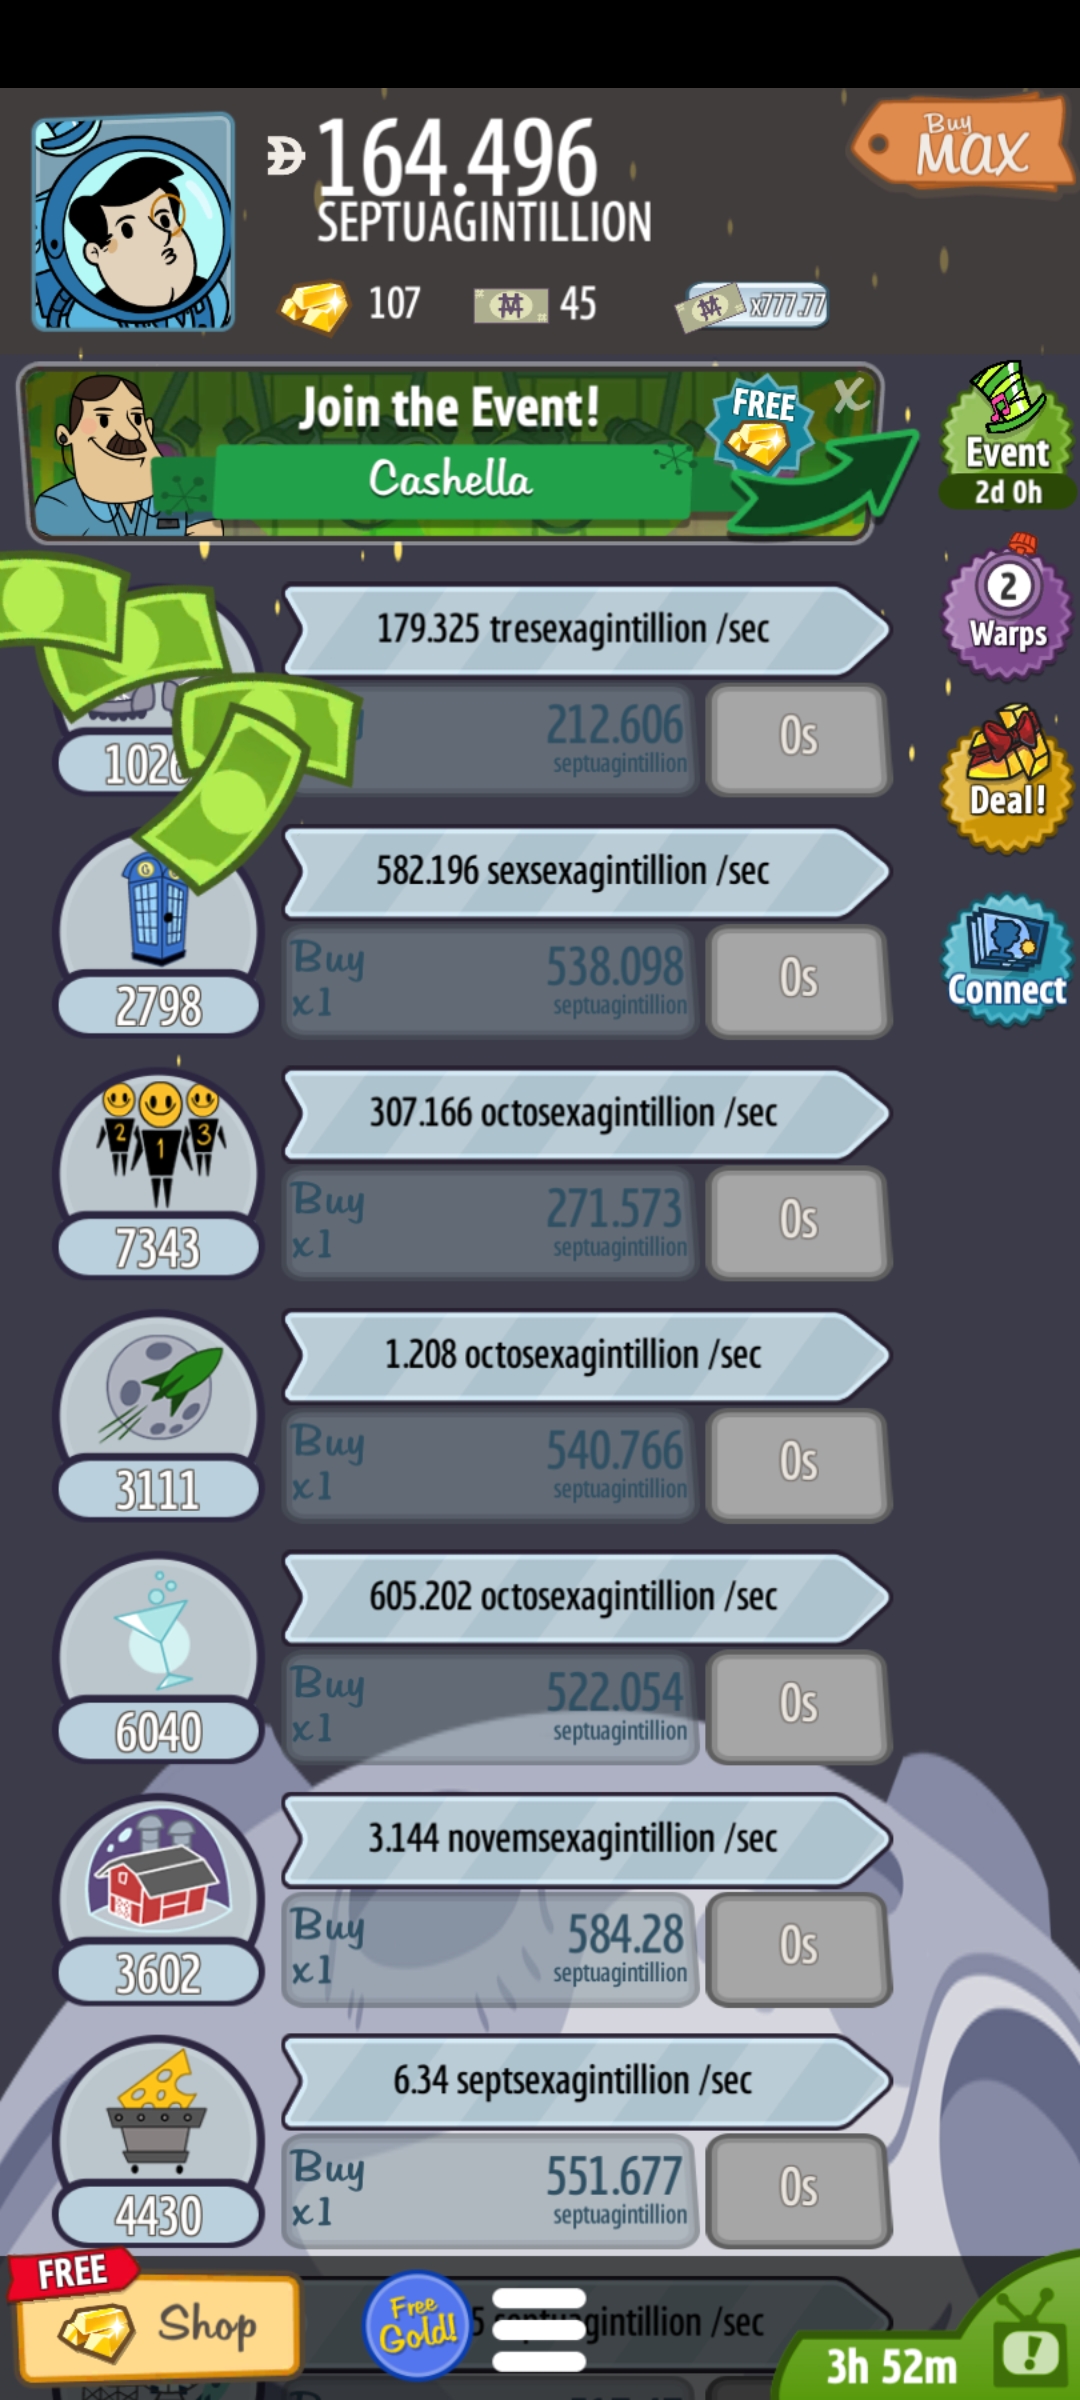 164.496
SEPTUAGINTILLION
Buy
MAX
107
45
x777.77
Join the Event!
Cashella
FREE
X
Event
2d 0h
2
Warps
Deal!
Connect
179.325 tresexagintillion /sec
212.606
septuagintillion
0s
582.196 sexsexagintillion /sec
2798
Buy
x1
538.098
septuagintillion
0s
307.166 octosexagintillion /sec
2
1
3
7343
Buy
x1
271.573
septuagintillion
0s
1.208 octosexagintillion /sec
3111
Buy
x1
540.766
septuagintillion
0s
605.202 octosexagintillion /sec
6040
Buy
x1
522.054
septuagintillion
0s
3.144 novemsexagintillion /sec
3602
Buy
x1
584.28
septuagintillion
0s
6.34 septsexagintillion /sec
4430
Buy
x1
551.677
septuagintillion
0s
FREE
Shop
Free
Gold!
/sec
3h 52m
!